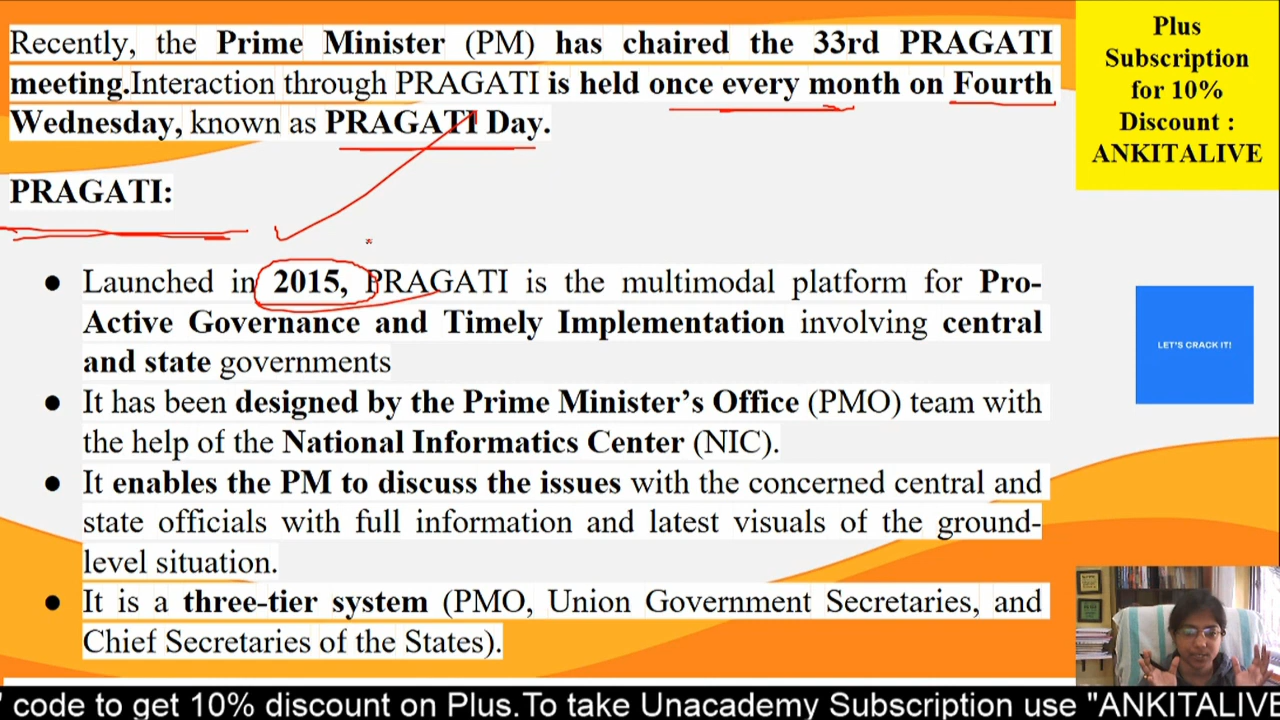 Recently, the Prime Minister (PM) has chaired the 33rd PRAGATI
meeting.Interaction through PRAGATI is held once every month on Fourth
Wednesday, known as PRAGATI Day.
PRAGATI:
● Launched in 2015, PRAGATI is the multimodal platform for Pro-
Active Governance and Timely Implementation involving central
and state governments
● It has been designed by the Prime Minister’s Office (PMO) team with
the help of the National Informatics Center (NIC).
● It enables the PM to discuss the issues with the concerned central and
state officials with full information and latest visuals of the ground-
level situation.
● It is a three-tier system (PMO, Union Government Secretaries, and
Chief Secretaries of the States).
Plus
Subscription
for 10%
Discount :
ANKITALIVE
LET'S CRACK IT!
' code to get 10% discount on Plus.To take Unacademy Subscription use "ANKITALIVE